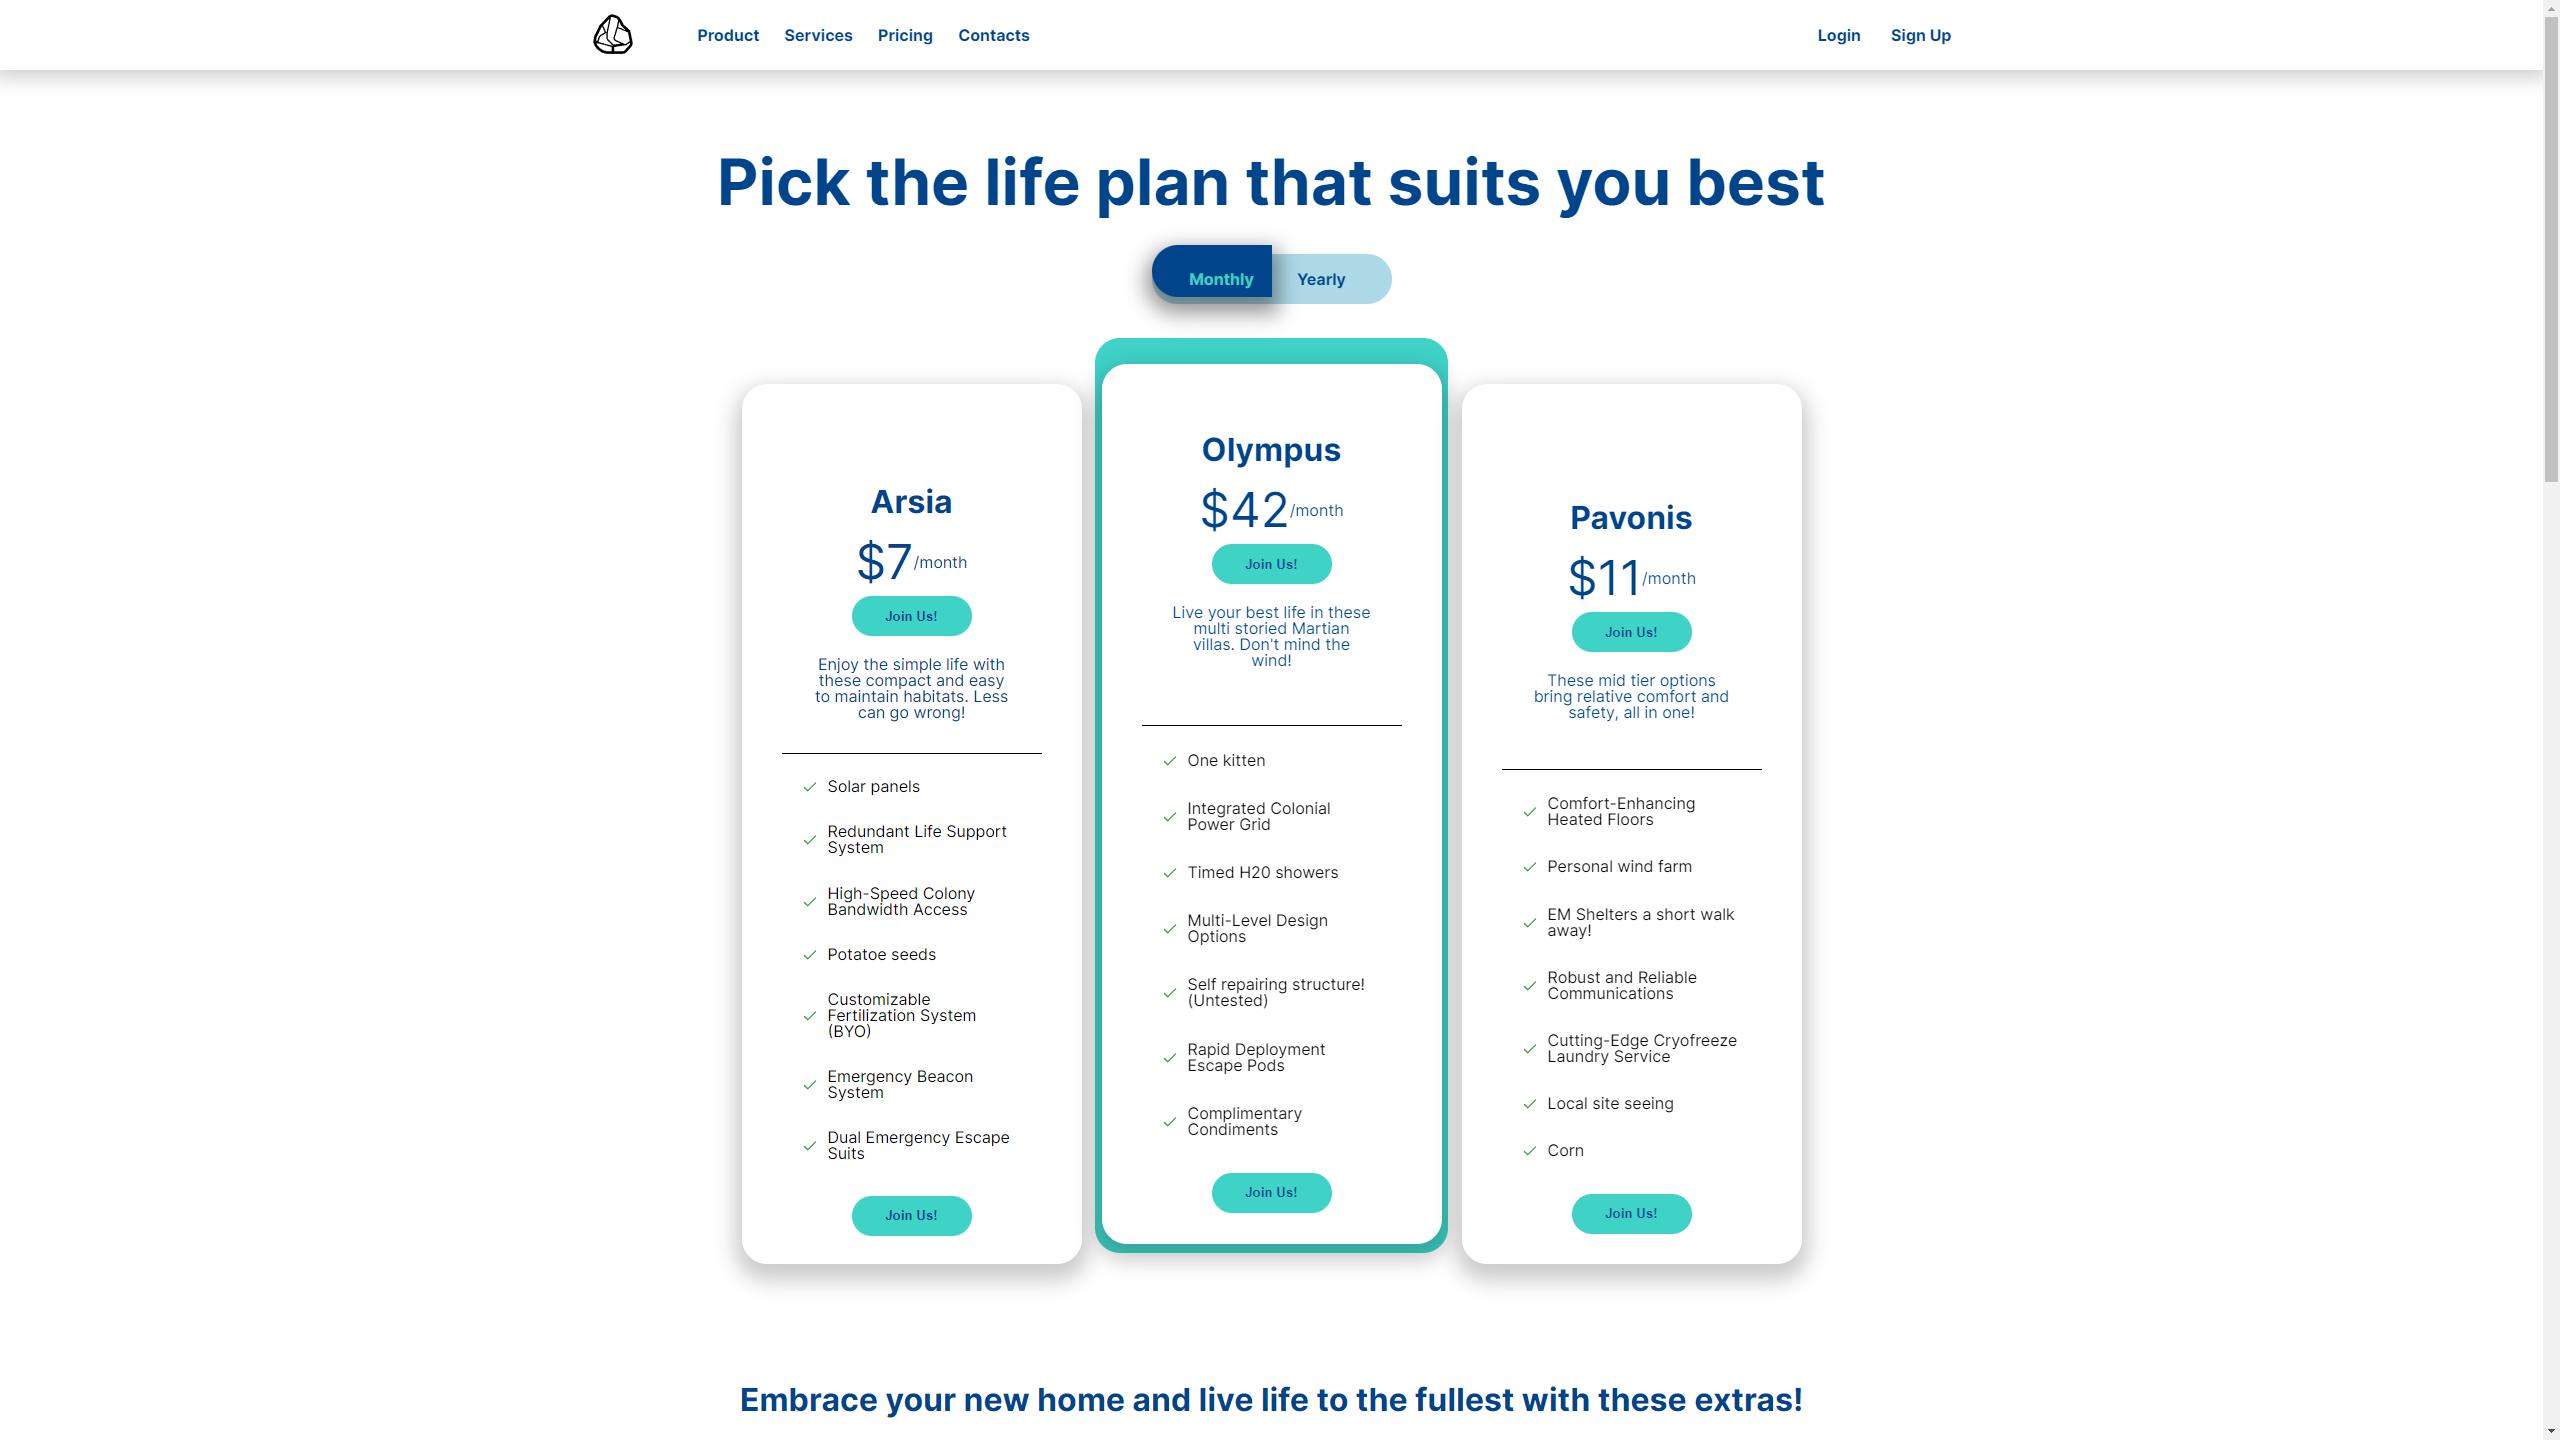 Product Services Pricing Contacts Login Sign Up
Pick the life plan that suits you best
Monthly Yearly
Arsia
$7/month
Join Us!
Enjoy the simple life with
these compact and easy
to maintain habitats. Less
can go wrong!
Solar panels
Redundant Life Support
System
High-Speed Colony
Bandwidth Access
Potatoe seeds
Customizable
Fertilization System
(BYO)
Emergency Beacon
System
Dual Emergency Escape
Suits
Join Us!
Olympus
$42/month
Join Us!
Live your best life in these
multi storied Martian
villas. Don't mind the
wind!
One kitten
Integrated Colonial
Power Grid
Timed H20 showers
Multi-Level Design
Options
Self repairing structure!
(Untested)
Rapid Deployment
Escape Pods
Complimentary
Condiments
Join Us!
Pavonis
$11/month
Join Us!
These mid tier options
bring relative comfort and
safety, all in one!
Comfort-Enhancing
Heated Floors
Personal wind farm
EM Shelters a short walk
away!
Robust and Reliable
Communications
Cutting-Edge Cryofreeze
Laundry Service
Local site seeing
Corn
Join Us!
Embrace your new home and live life to the fullest with these extras!